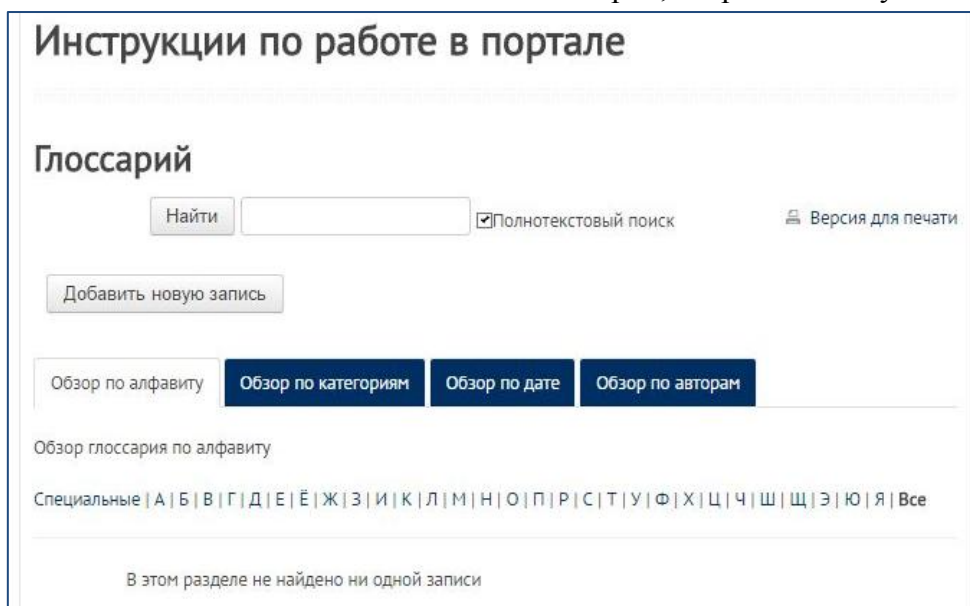 Инструкции по работе в портале
Глоссарий
Найти
Полнотекстовый поиск
Версия для печати
Добавить новую запись
Обзор по алфавиту
Обзор по категориям
Обзор по дате
Обзор по авторам
Обзор глоссария по алфавиту
Специальные | А | Б | В | Г | Д | Е | Ё | Ж | З | И | К | Л | М | Н | О | П | Р | С | Т | У | Ф | Х | Ц | Ч | Ш | Щ | Э | Ю | Я | Все
В этом разделе не найдено ни одной записи